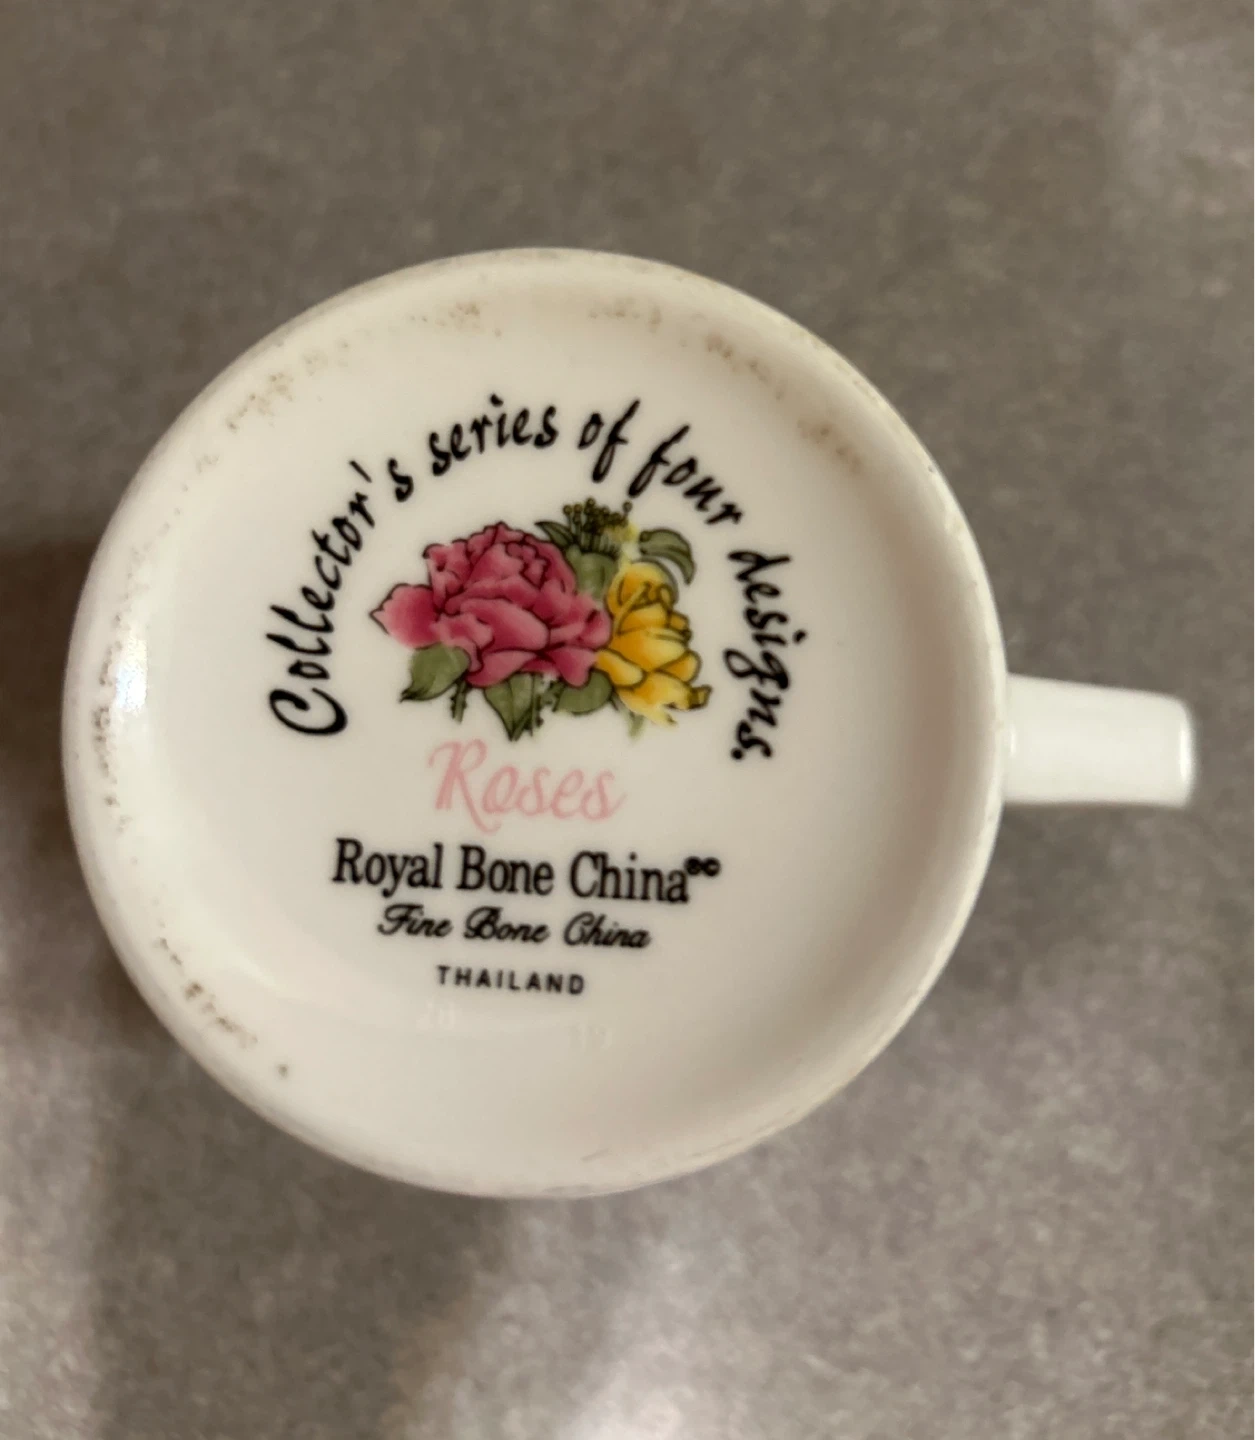 Collector's series of four designs.
Roses
Royal Bone China
Fine Bone China
THAILAND